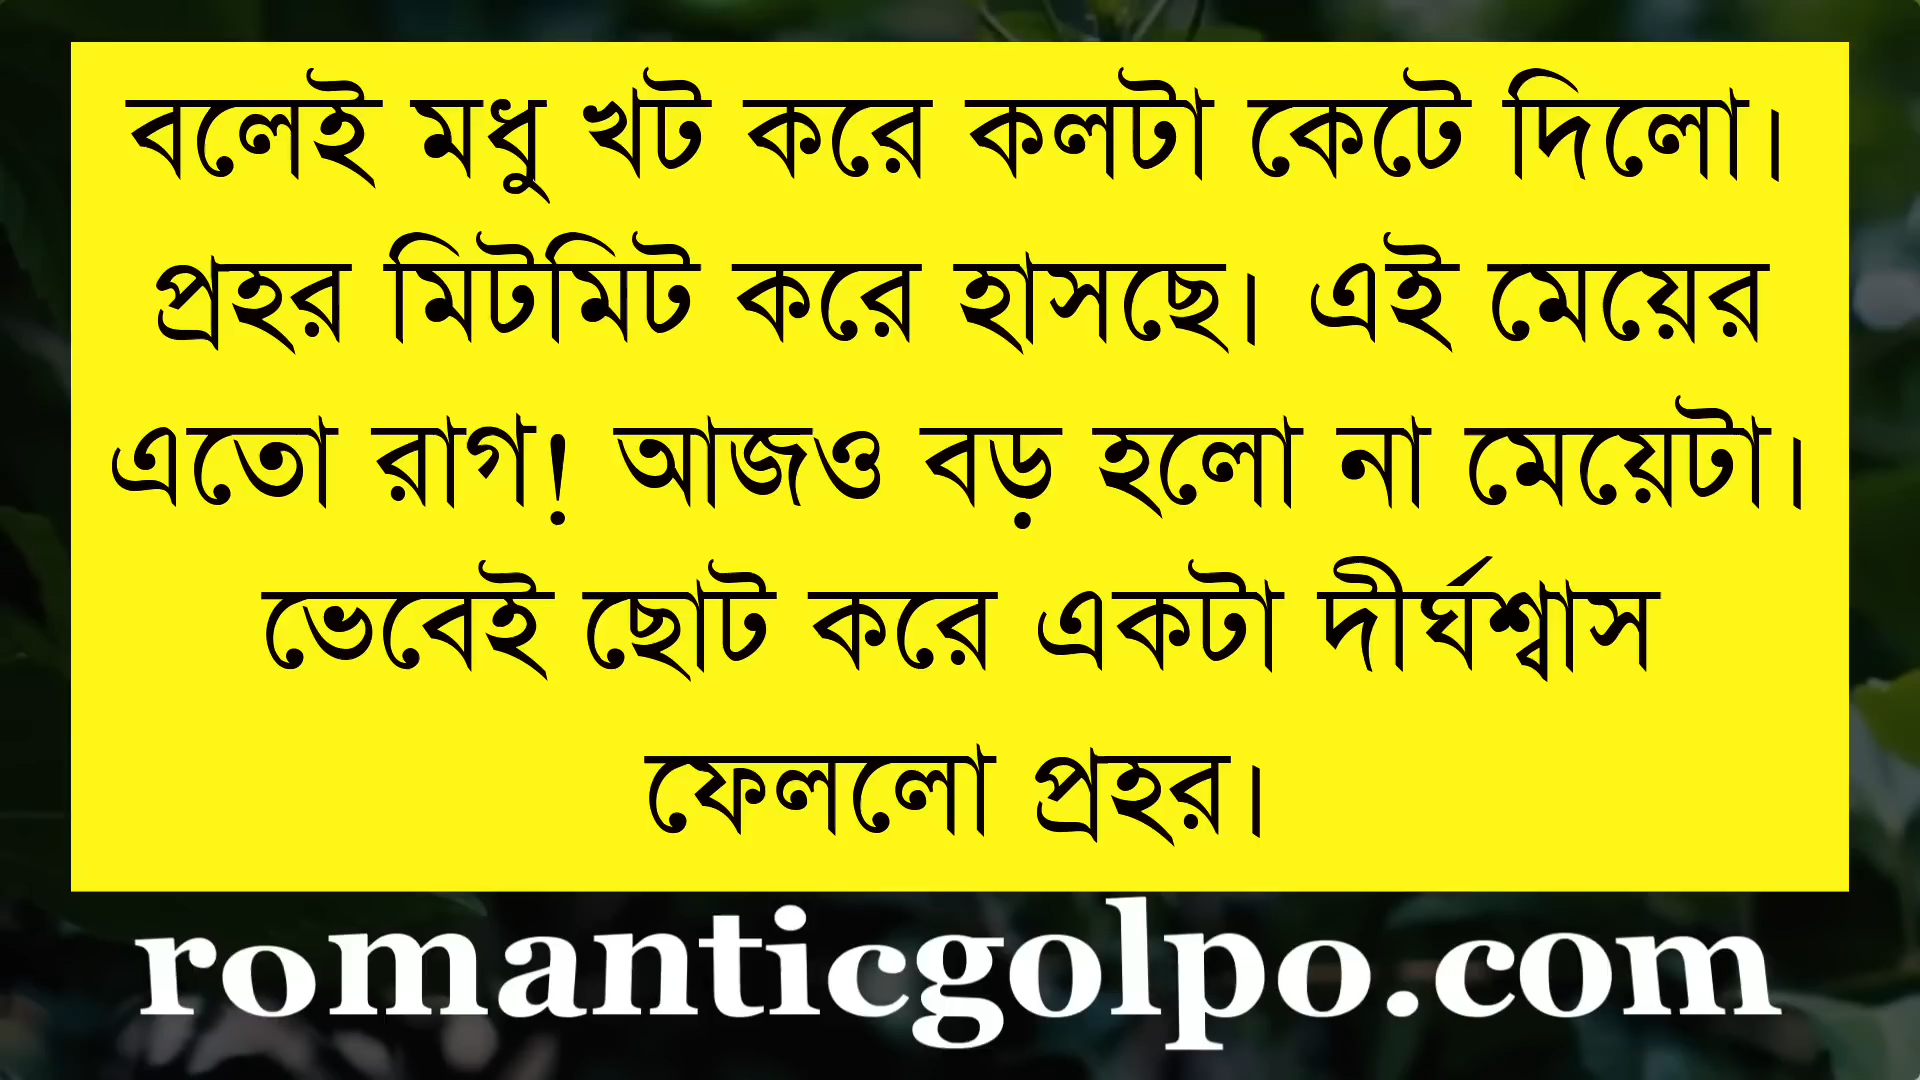 বলেই মধু খট করে কলটা কেটে দিলো।
প্রহর মিটমিট করে হাসছে। এই মেয়ের
এতো রাগ! আজও বড় হলো না মেয়েটা।
ভেবেই ছোট করে একটা দীর্ঘশ্বাস
ফেললো প্রহর।
romanticgolpo.com